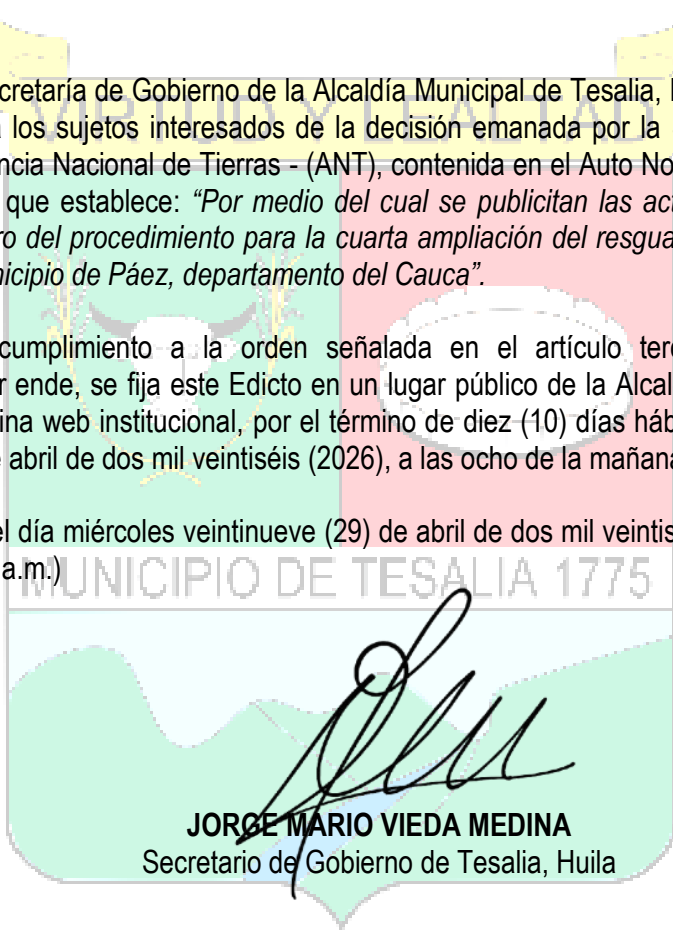 VIRTUD Y LEALTAD
cretaría de Gobierno de la Alcaldía Municipal de Tesalia,
a los sujetos interesados de la decisión emanada por la
ncia Nacional de Tierras - (ANT), contenida en el Auto No
que establece: “Por medio del cual se publicitan las act
ro del procedimiento para la cuarta ampliación del resgua
nicipio de Páez, departamento del Cauca”.
cumplimiento a la orden señalada en el artículo ter
r ende, se fija este Edicto en un lugar público de la Alcal
ina web institucional, por el término de diez (10) días háb
e abril de dos mil veintiséis (2026), a las ocho de la mañana
el día miércoles veintinueve (29) de abril de dos mil veintis
a.m.)
MUNICIPIO DE TESALIA 1775
JORGE MARIO VIEDA MEDINA
Secretario de Gobierno de Tesalia, Huila